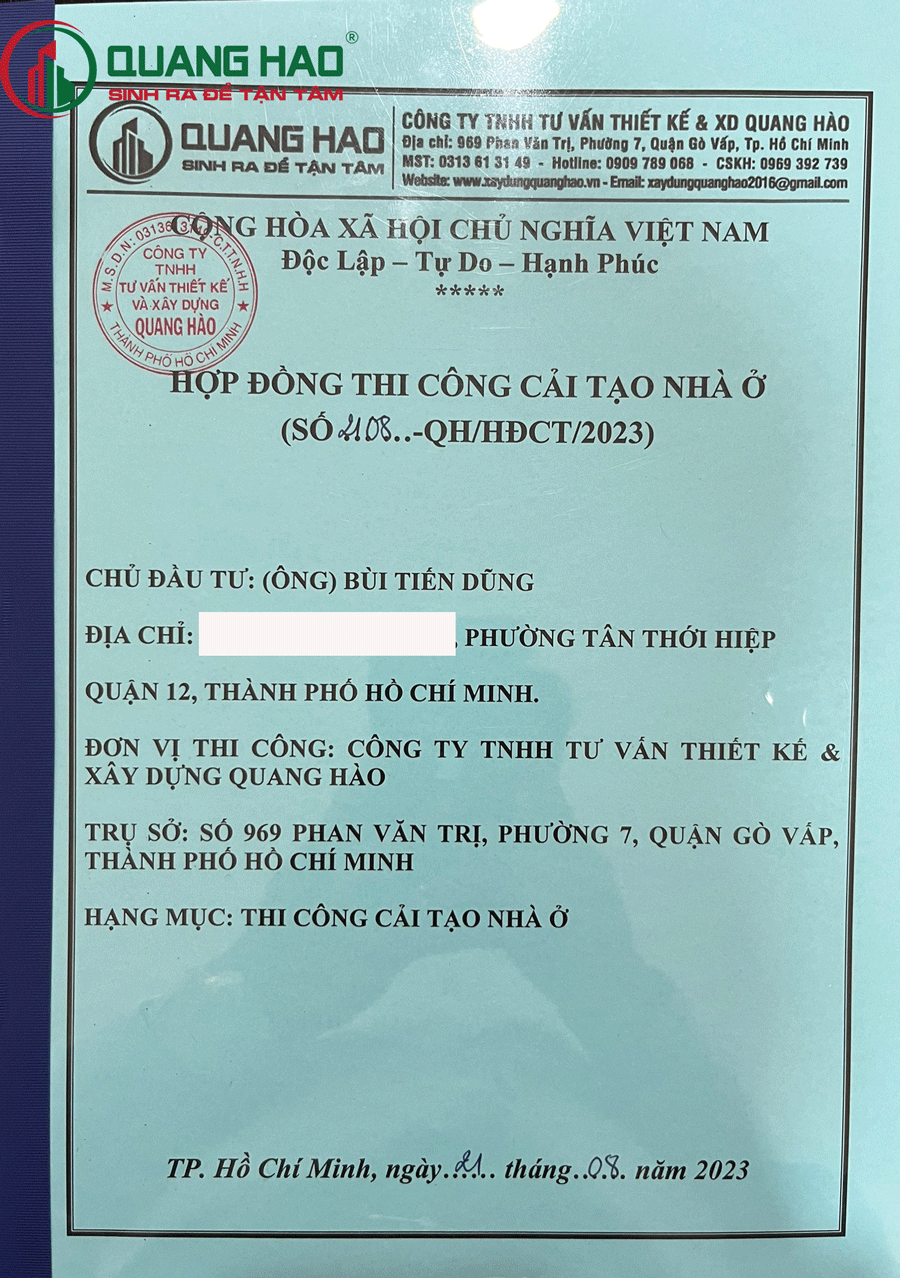 QUANG HAO®
SINH RA ĐỂ TẬN TÂM
QUANG HAO
SINH RA ĐỂ TẬN TÂM
CÔNG TY TNHH TƯ VẤN THIẾT KẾ & XD QUANG HÀO
Địa chỉ: 969 Phan Văn Trị, Phường 7, Quận Gò Vấp, Tp. Hồ Chí Minh
MST: 0313 61 31 49 - Hotline: 0909 789 068 - CSKH: 0969 392 739
Website: www.xaydungquanghao.vn - Email: xaydungquanghao2016@gmail.com
CỘNG HÒA XÃ HỘI CHỦ NGHĨA VIỆT NAM
Độc Lập – Tự Do – Hạnh Phúc
*****
M.S.D.N: 03136 C.T.T.N.H.H
CÔNG TY
TNHH
TƯ VẤN THIẾT KẾ
VÀ XÂY DỰNG
QUANG HÀO
THÀNH PHỐ HỒ CHÍ MINH
HỢP ĐỒNG THI CÔNG CẢI TẠO NHÀ Ở
(SỐ 2108..-QH/HĐCT/2023)
CHỦ ĐẦU TƯ: (ÔNG) BÙI TIẾN DŨNG
ĐỊA CHỈ: , PHƯỜNG TÂN THỚI HIỆP
QUẬN 12, THÀNH PHỐ HỒ CHÍ MINH.
ĐƠN VỊ THI CÔNG: CÔNG TY TNHH TƯ VẤN THIẾT KẾ &
XÂY DỰNG QUANG HÀO
TRỤ SỞ: SỐ 969 PHAN VĂN TRỊ, PHƯỜNG 7, QUẬN GÒ VẤP,
THÀNH PHỐ HỒ CHÍ MINH
HẠNG MỤC: THI CÔNG CẢI TẠO NHÀ Ở
TP. Hồ Chí Minh, ngày..21... tháng..08. năm 2023